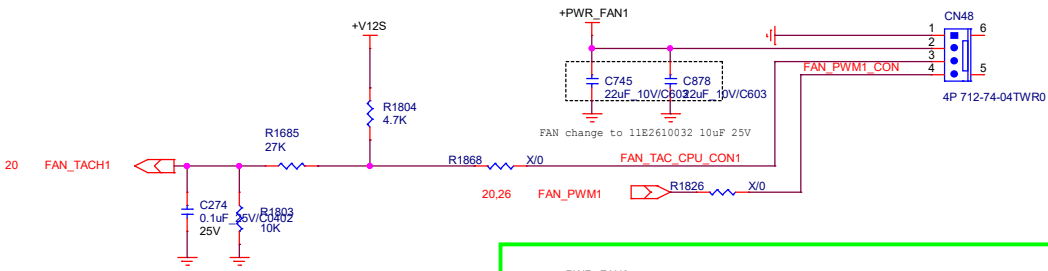 +PWR_FAN1
CN48
+V12S
1
6
2
3
FAN_PWM1_CON
4
5
C745
C878
22uF_10V/C603
22uF_10V/C603
4P 712-74-04TWR0
R1804
4.7K
FAN change to 11E2610032 10uF 25V
R1685
27K
20
FAN_TACH1
R1868
X/0
FAN_TAC_CPU_CON1
20,26
FAN_PWM1
R1826
X/0
C274
0.1uF_25V/C0402
25V
R1803
10K